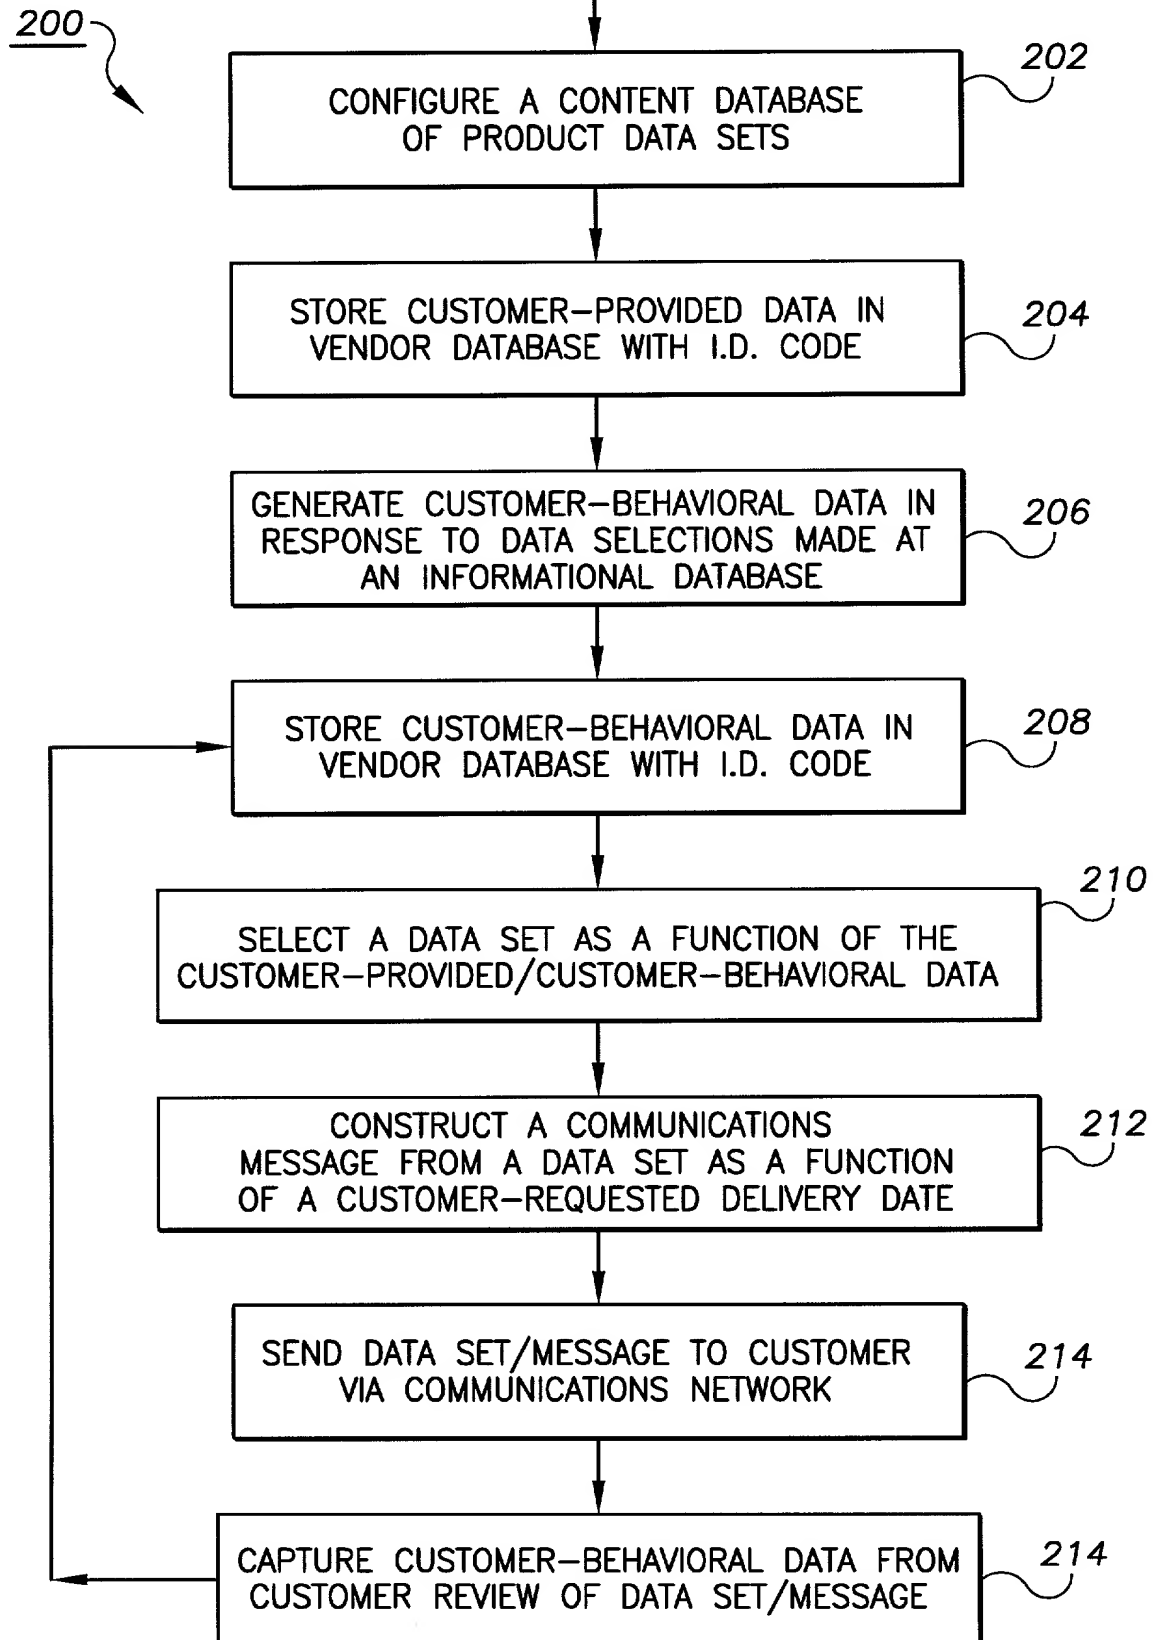 200
202
CONFIGURE A CONTENT DATABASE
OF PRODUCT DATA SETS
204
STORE CUSTOMER-PROVIDED DATA IN
VENDOR DATABASE WITH I.D. CODE
206
GENERATE CUSTOMER-BEHAVIORAL DATA IN
RESPONSE TO DATA SELECTIONS MADE AT
AN INFORMATIONAL DATABASE
208
STORE CUSTOMER-BEHAVIORAL DATA IN
VENDOR DATABASE WITH I.D. CODE
210
SELECT A DATA SET AS A FUNCTION OF THE
CUSTOMER-PROVIDED/CUSTOMER-BEHAVIORAL DATA
212
CONSTRUCT A COMMUNICATIONS
MESSAGE FROM A DATA SET AS A FUNCTION
OF A CUSTOMER-REQUESTED DELIVERY DATE
214
SEND DATA SET/MESSAGE TO CUSTOMER
VIA COMMUNICATIONS NETWORK
214
CAPTURE CUSTOMER-BEHAVIORAL DATA FROM
CUSTOMER REVIEW OF DATA SET/MESSAGE